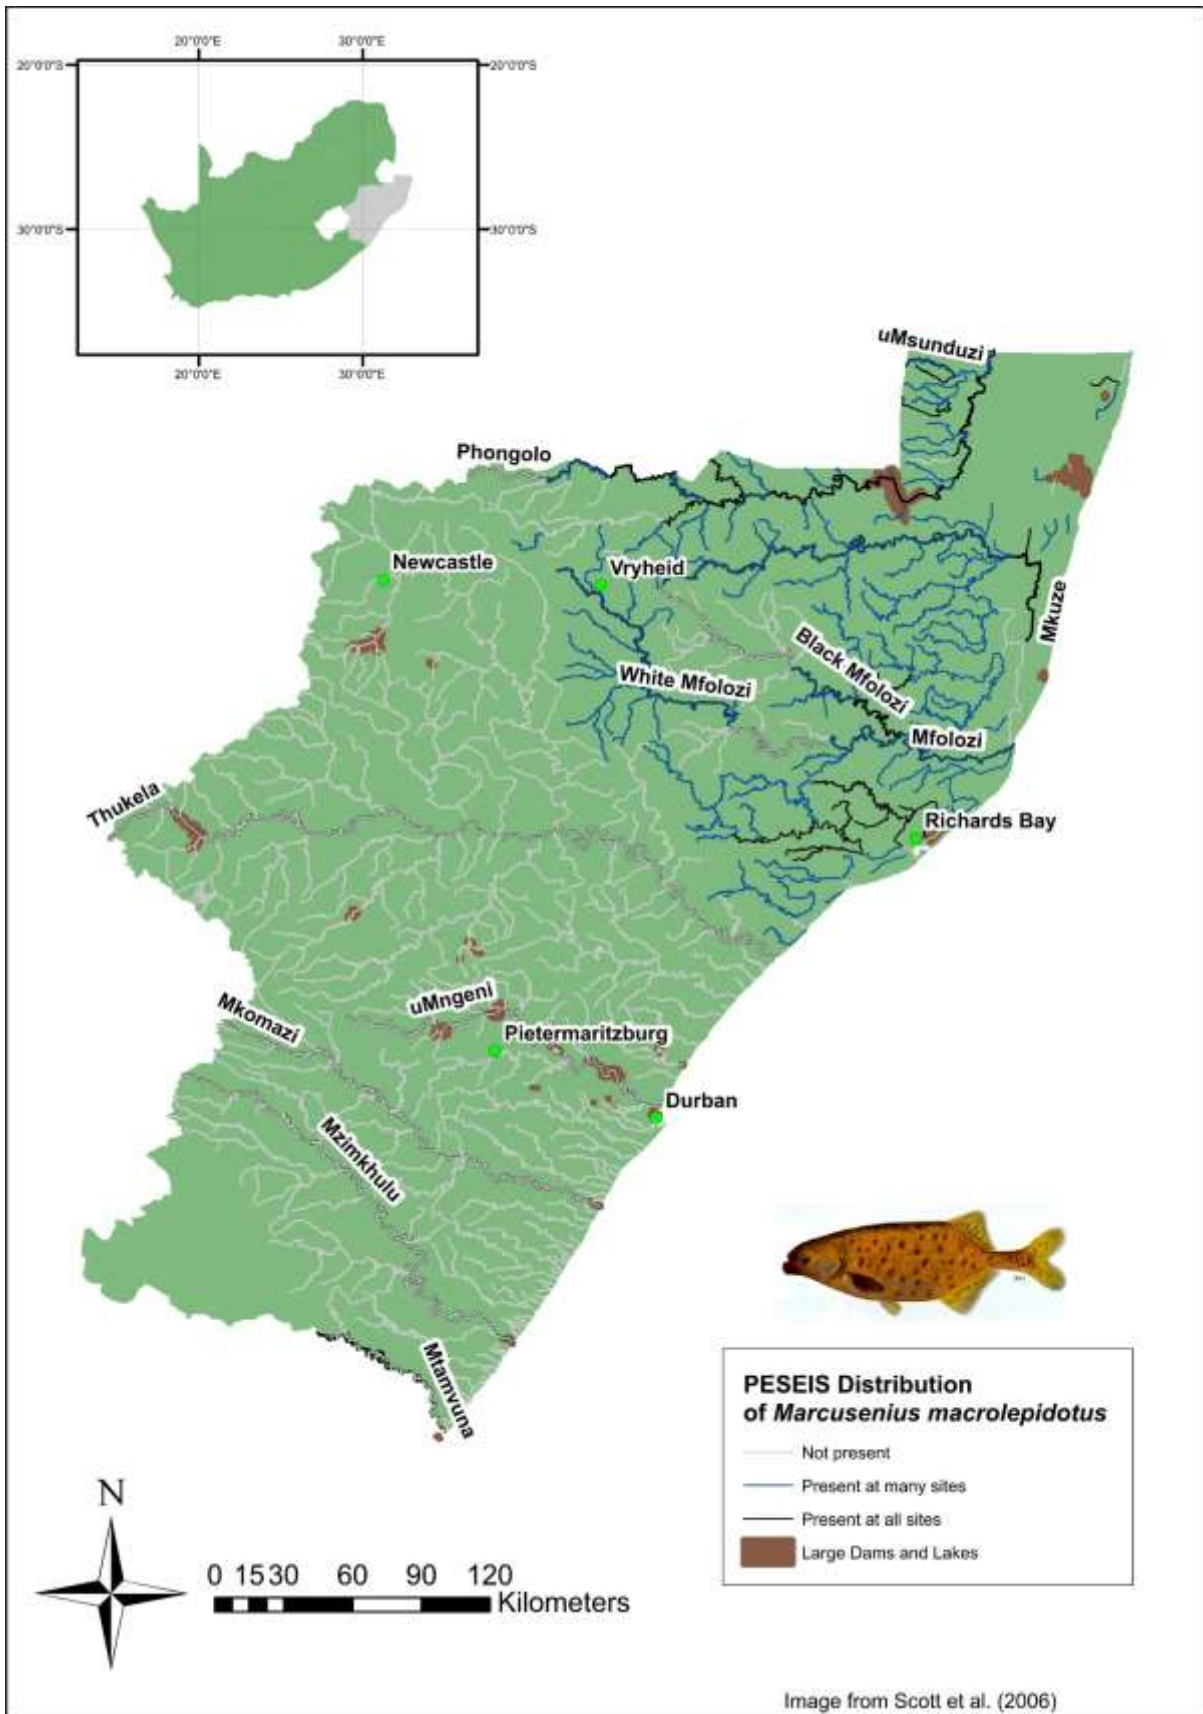 20°0'0"E
30°0'0"E
20°0'0"S
20°0'0"S
30°0'0"S
30°0'0"S
20°0'0"E
30°0'0"E
uMsunduzi
Phongolo
Newcastle
Vryheid
Mkuze
Black Mfolozi
White Mfolozi
Mfolozi
Thukela
Richards Bay
uMngeni
Mkomazi
Pietermaritzburg
Durban
Mzimkhulu
Mtamvuna
PESEIS Distribution
of Marcusenius macrolepidotus
Not present
Present at many sites
Present at all sites
Large Dams and Lakes
N
0 15 30 60 90 120
Kilometers
Image from Scott et al. (2006)